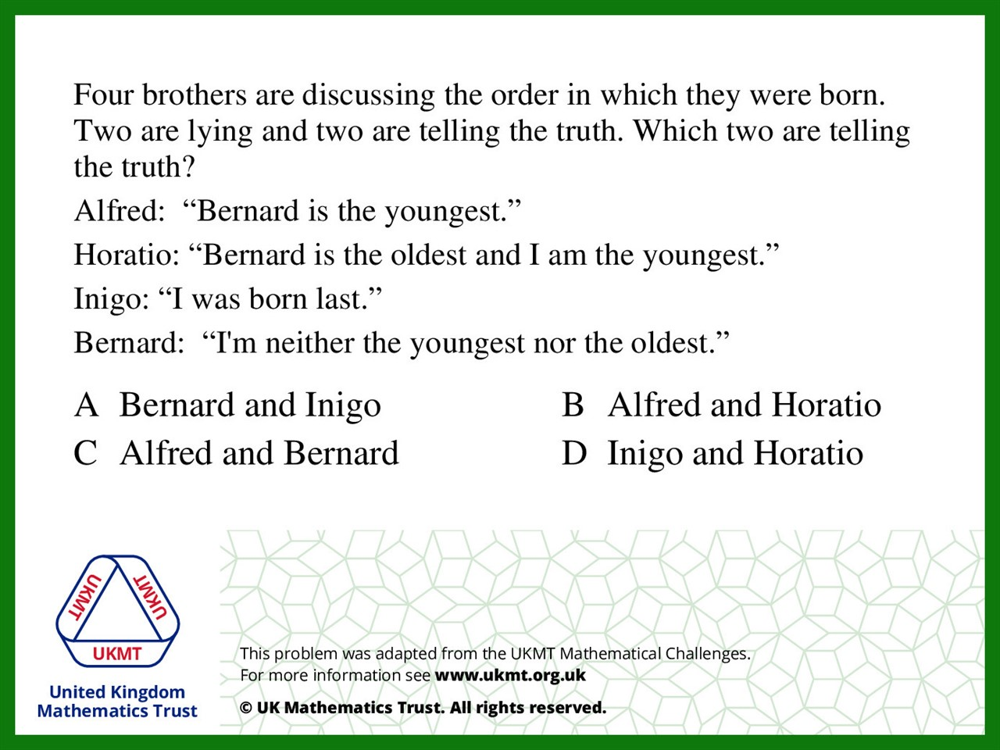 Four brothers are discussing the order in which they were born.
Two are lying and two are telling the truth. Which two are telling
the truth?
Alfred:  “Bernard is the youngest.”
Horatio: “Bernard is the oldest and I am the youngest.”
Inigo: “I was born last.”
Bernard:  “I'm neither the youngest nor the oldest.”
A  Bernard and Inigo
B  Alfred and Horatio
C  Alfred and Bernard
D  Inigo and Horatio
UKMT
UKMT
UKMT
United Kingdom
Mathematics Trust
This problem was adapted from the UKMT Mathematical Challenges.
For more information see www.ukmt.org.uk
© UK Mathematics Trust. All rights reserved.